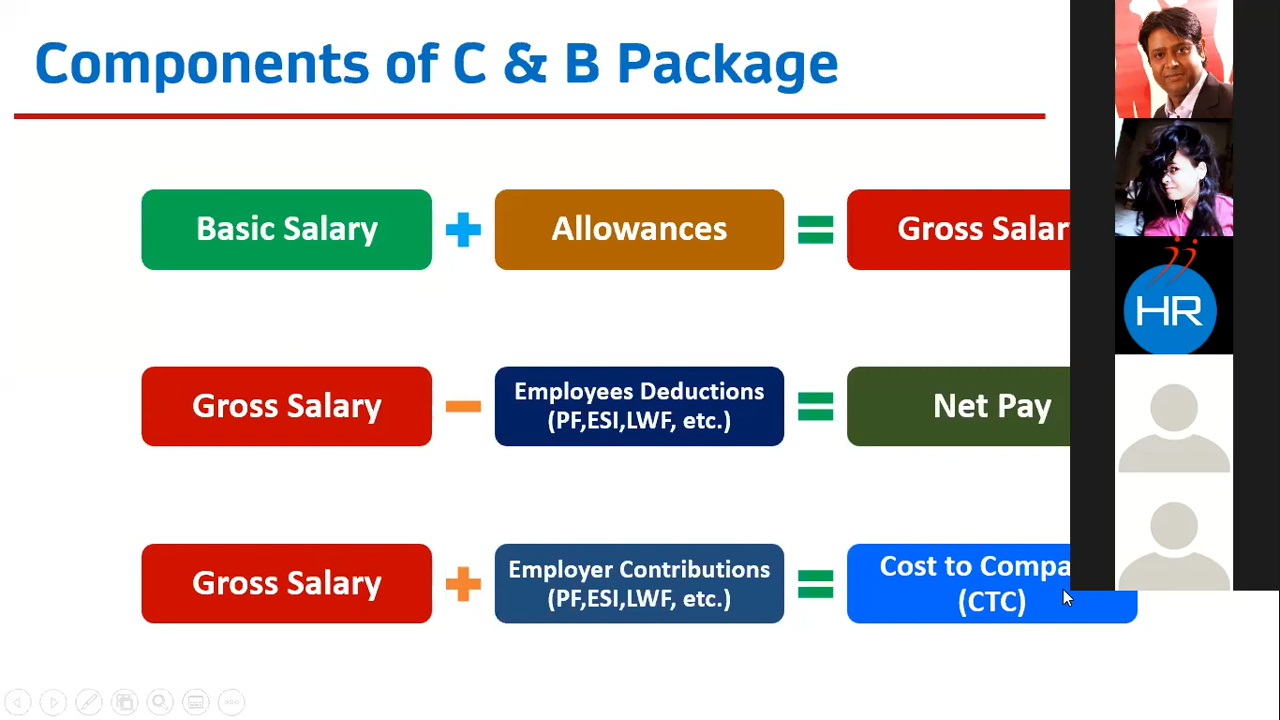 Components of C & B Package
Basic Salary + Allowances = Gross Salar
Gross Salary - Employees Deductions = Net Pay
(PF,ESI,LWF, etc.)
Gross Salary + Employer Contributions = Cost to Compa
(PF,ESI,LWF, etc.) (CTC)
HR